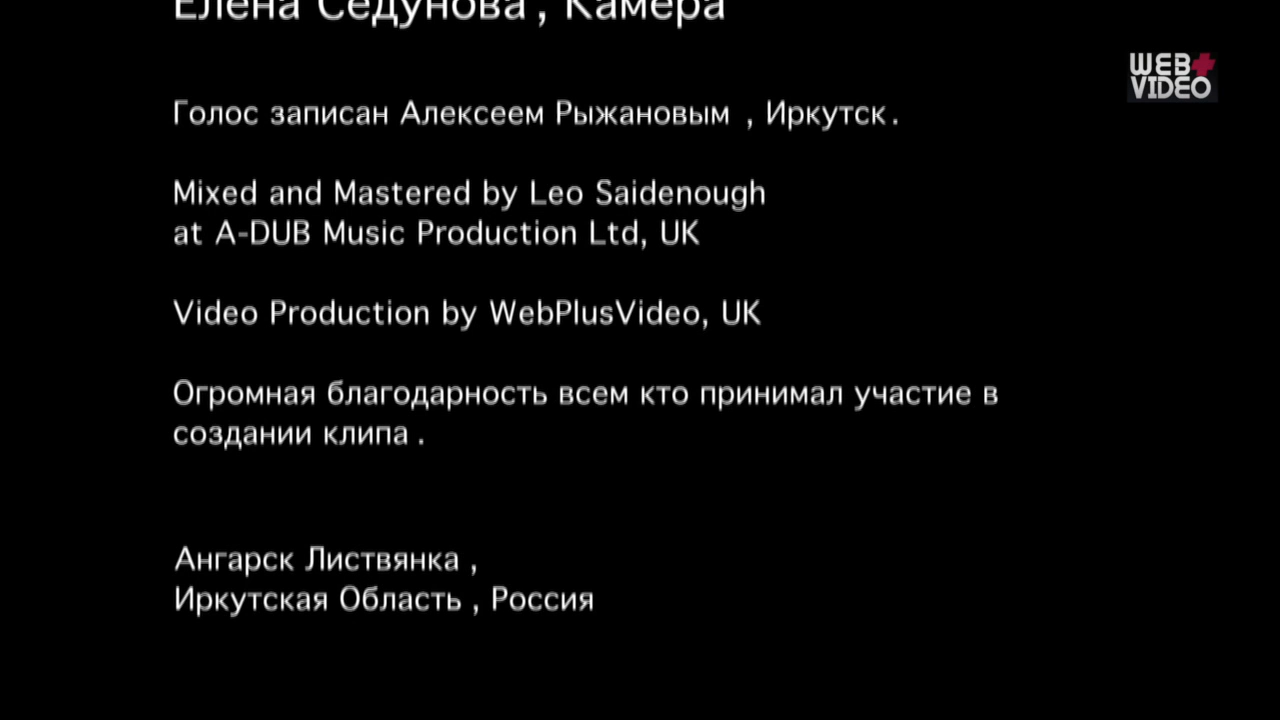 Елена Седунова , Камера
WEB+
VIDEO
Голос записан Алексеем Рыжановым , Иркутск .
Mixed and Mastered by Leo Saidenough
at A-DUB Music Production Ltd, UK
Video Production by WebPlusVideo, UK
Огромная благодарность всем кто принимал участие в
создании клипа .
Ангарск Листвянка ,
Иркутская Область , Россия